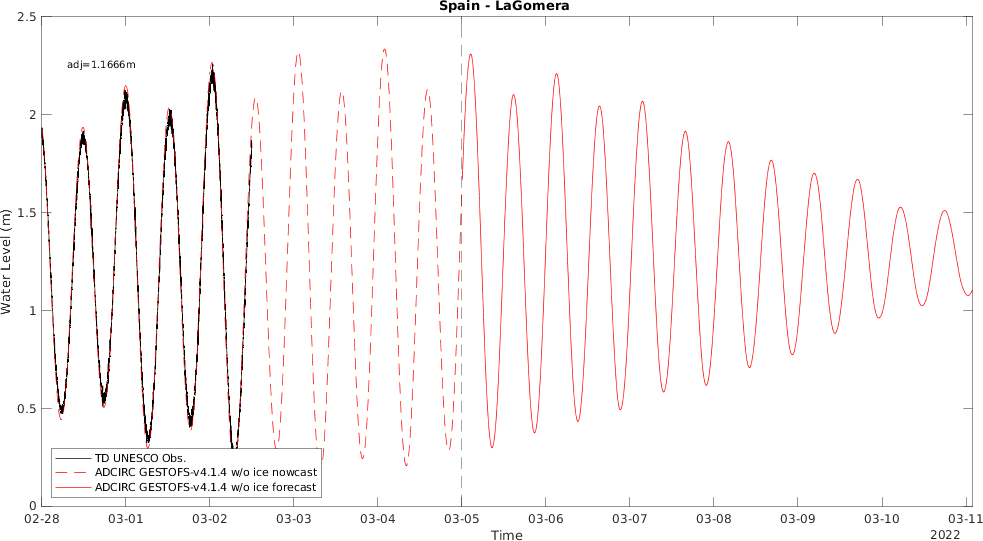 Spain - LaGomera
2.5
adj=1.1666m
2
1.5
Water Level (m)
1
0.5
TD UNESCO Obs.
ADCIRC GESTOFS-v4.1.4 w/o ice nowcast
ADCIRC GESTOFS-v4.1.4 w/o ice forecast
0
02-28 03-01 03-02 03-03 03-04 03-05 03-06 03-07 03-08 03-09 03-10 03-11
Time
2022